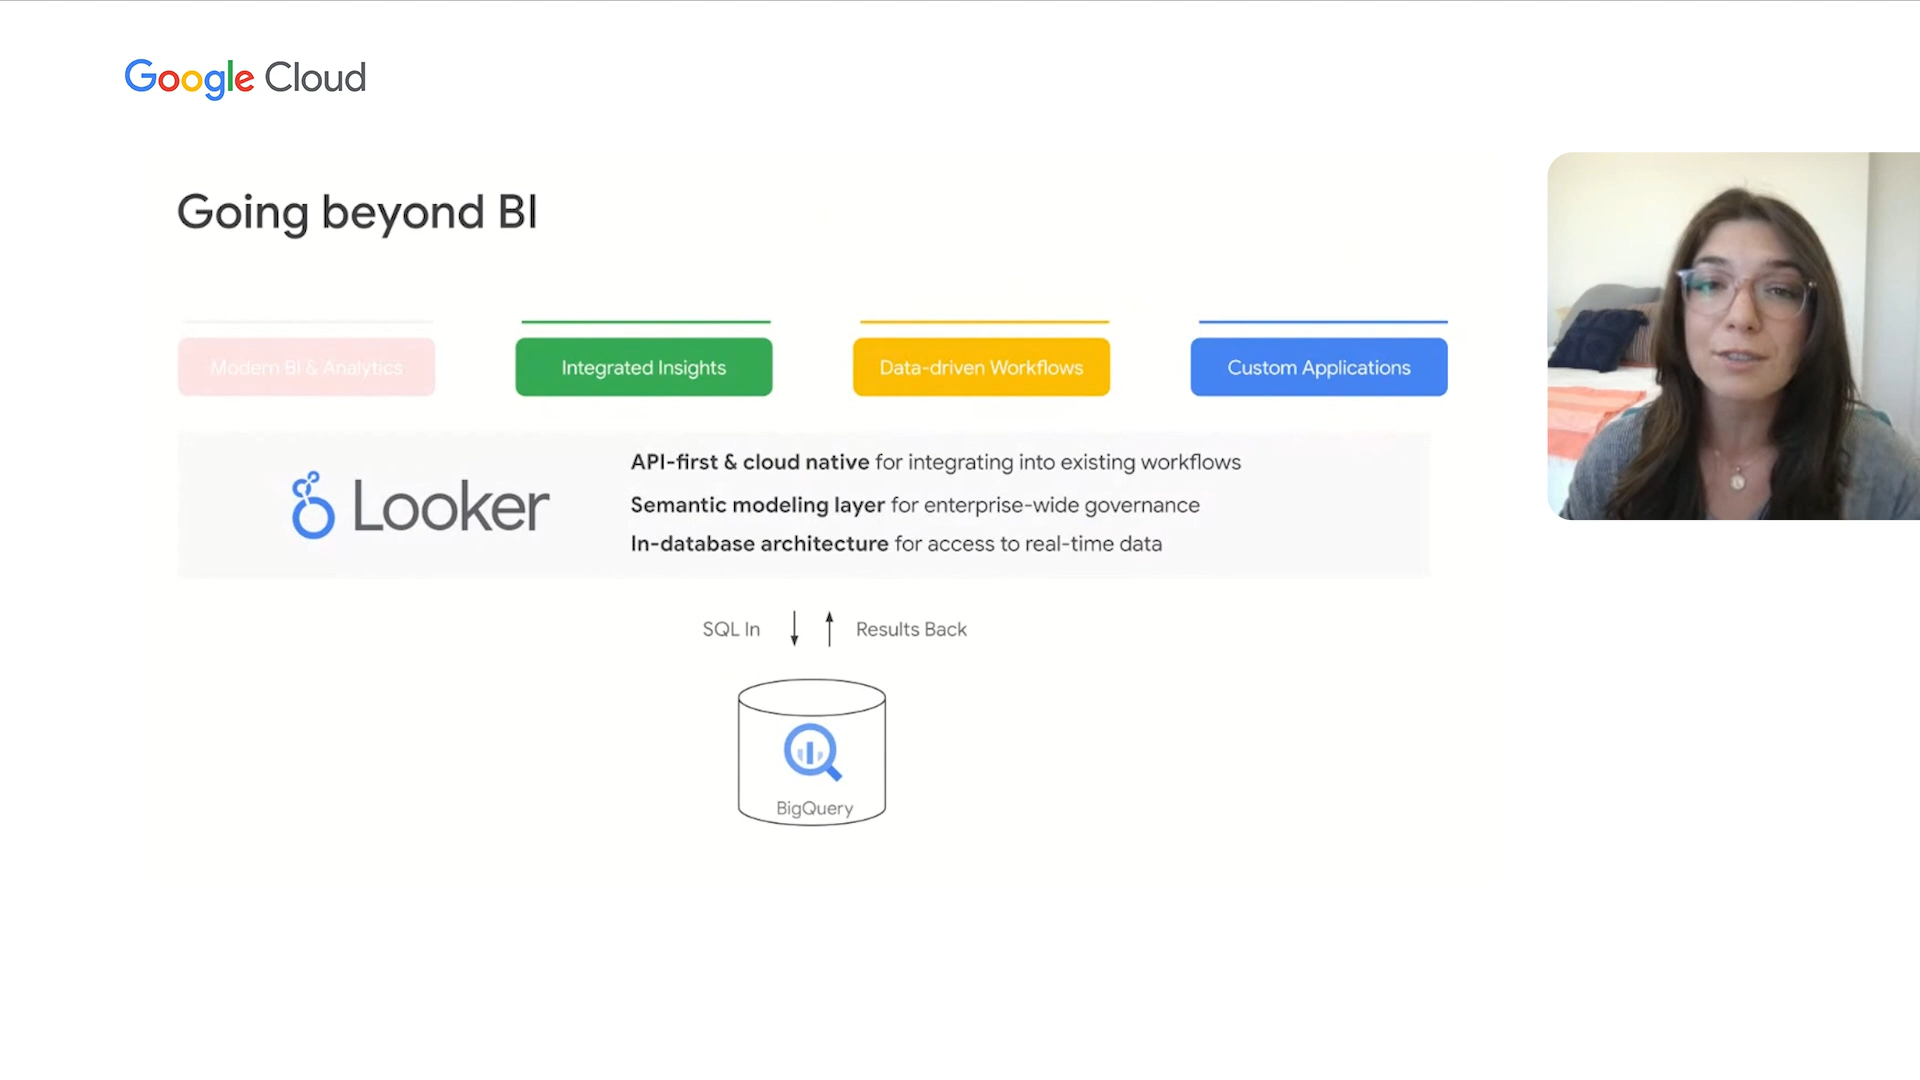 Google Cloud
Going beyond BI
Modern BI & Analytics
Integrated Insights
Data-driven Workflows
Custom Applications
Looker
API-first & cloud native for integrating into existing workflows
Semantic modeling layer for enterprise-wide governance
In-database architecture for access to real-time data
SQL In
Results Back
BigQuery